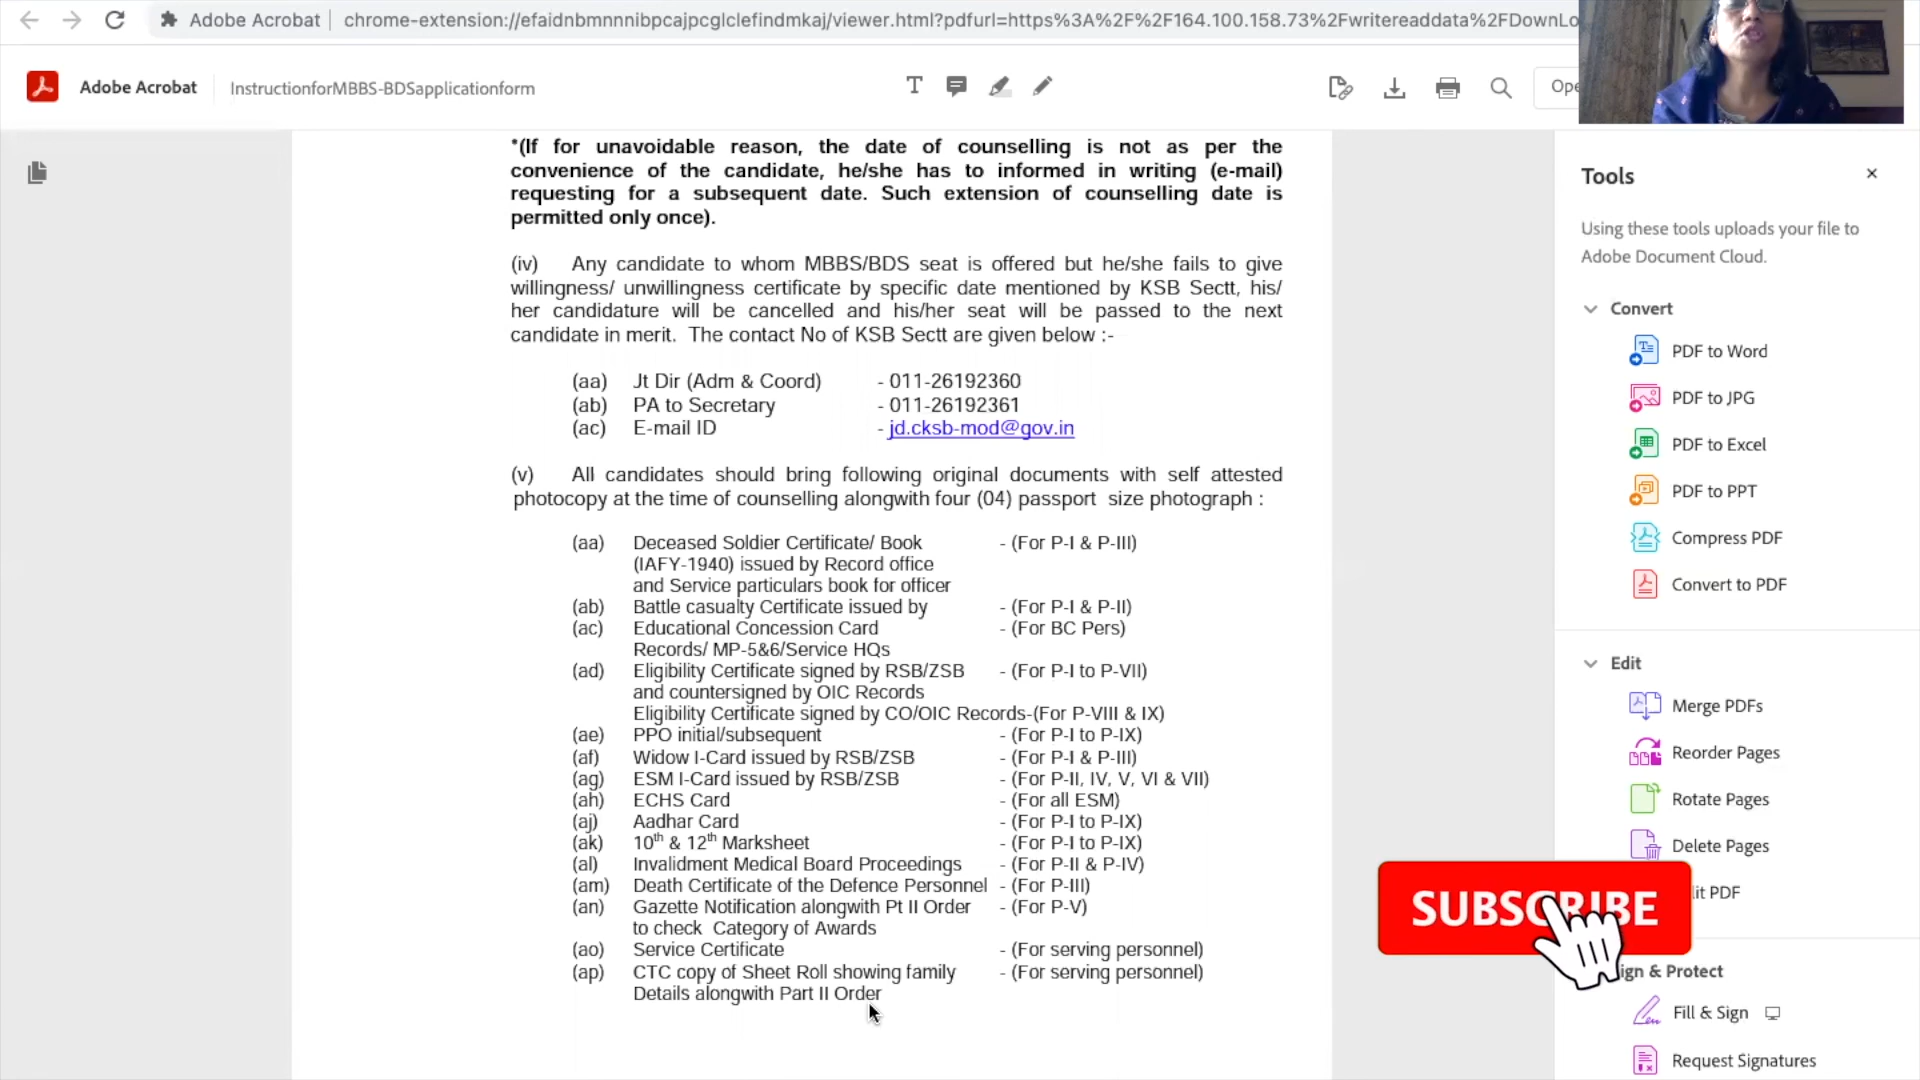 Adobe Acrobat
chrome-extension://efaidnbmnnnibpcajpcglclefindmkaj/viewer.html?pdfurl=https%3A%2F%2F164.100.158.73%2Fwritereaddata%2FDownLo
Adobe Acrobat
InstructionforMBBS-BDSapplicationform
Ope
*(If for unavoidable reason, the date of counselling is not as per the
convenience of the candidate, he/she has to informed in writing (e-mail)
requesting for a subsequent date. Such extension of counselling date is
permitted only once).
(iv) Any candidate to whom MBBS/BDS seat is offered but he/she fails to give
willingness/ unwillingness certificate by specific date mentioned by KSB Sectt, his/
her candidature will be cancelled and his/her seat will be passed to the next
candidate in merit. The contact No of KSB Sectt are given below :-
(aa) Jt Dir (Adm & Coord) - 011-26192360
(ab) PA to Secretary - 011-26192361
(ac) E-mail ID - jd.cksb-mod@gov.in
(v) All candidates should bring following original documents with self attested
photocopy at the time of counselling alongwith four (04) passport size photograph :
(aa) Deceased Soldier Certificate/ Book - (For P-I & P-III)
(IAFY-1940) issued by Record office
and Service particulars book for officer
(ab) Battle casualty Certificate issued by - (For P-I & P-II)
(ac) Educational Concession Card - (For BC Pers)
Records/ MP-5&6/Service HQs
(ad) Eligibility Certificate signed by RSB/ZSB - (For P-I to P-VII)
and countersigned by OIC Records
Eligibility Certificate signed by CO/OIC Records-(For P-VIII & IX)
(ae) PPO initial/subsequent - (For P-I to P-IX)
(af) Widow I-Card issued by RSB/ZSB - (For P-I & P-III)
(ag) ESM I-Card issued by RSB/ZSB - (For P-II, IV, V, VI & VII)
(ah) ECHS Card - (For all ESM)
(aj) Aadhar Card - (For P-I to P-IX)
(ak) 10th & 12th Marksheet - (For P-I to P-IX)
(al) Invalidment Medical Board Proceedings - (For P-II & P-IV)
(am) Death Certificate of the Defence Personnel - (For P-III)
(an) Gazette Notification alongwith Pt II Order - (For P-V)
to check Category of Awards
(ao) Service Certificate - (For serving personnel)
(ap) CTC copy of Sheet Roll showing family - (For serving personnel)
Details alongwith Part II Order
Tools
Using these tools uploads your file to
Adobe Document Cloud.
Convert
PDF to Word
PDF to JPG
PDF to Excel
PDF to PPT
Compress PDF
Convert to PDF
Edit
Merge PDFs
Reorder Pages
Rotate Pages
Delete Pages
lit PDF
SUBSCRIBE
ign & Protect
Fill & Sign
Request Signatures